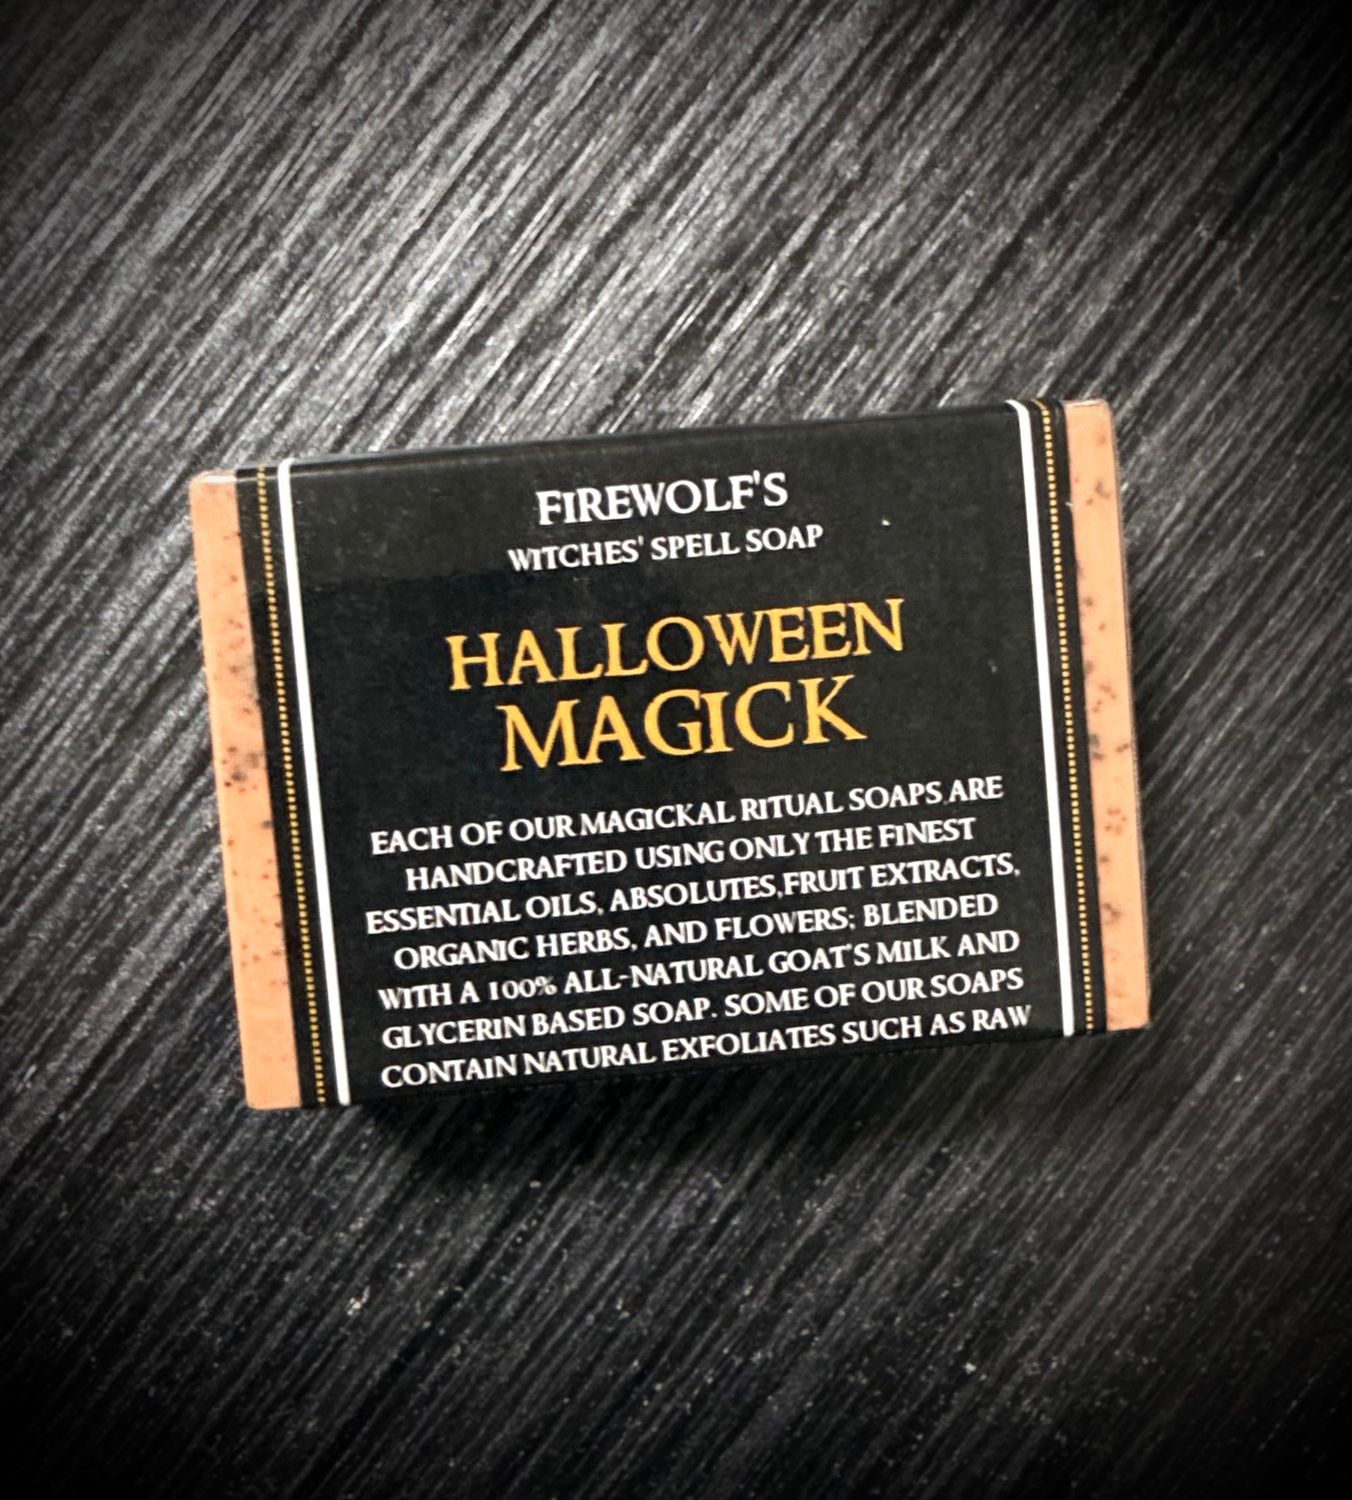 FIREWOLF'S
WITCHES' SPELL SOAP
HALLOWEEN
MAGICK
EACH OF OUR MAGICKAL RITUAL SOAPS ARE
HANDCRAFTED USING ONLY THE FINEST
ESSENTIAL OILS, ABSOLUTES,FRUIT EXTRACTS,
ORGANIC HERBS, AND FLOWERS; BLENDED
WITH A 100% ALL-NATURAL GOAT'S MILK AND
GLYCERIN BASED SOAP. SOME OF OUR SOAPS
CONTAIN NATURAL EXFOLIATES SUCH AS RAW